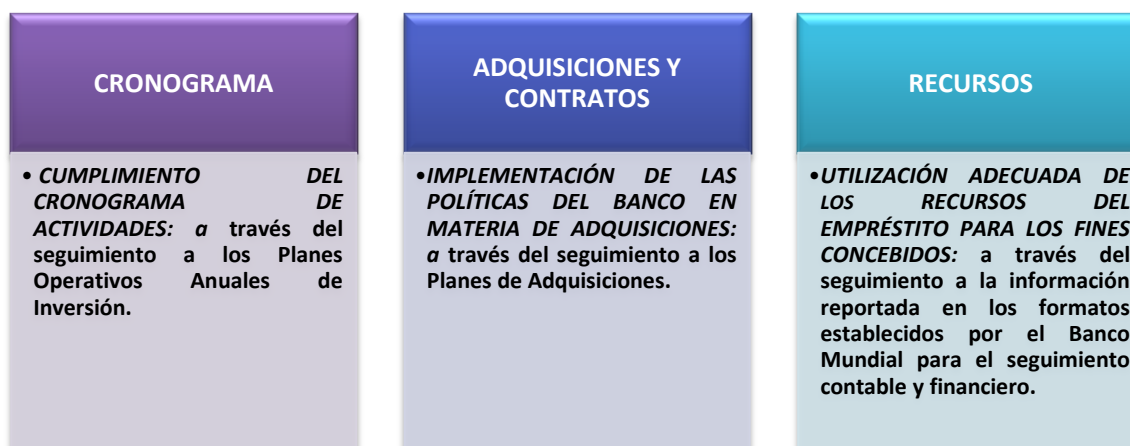 CRONOGRAMA
• CUMPLIMIENTO DEL
CRONOGRAMA DE
ACTIVIDADES: a través del
seguimiento a los Planes
Operativos Anuales de
Inversión.
ADQUISICIONES Y
CONTRATOS
•IMPLEMENTACIÓN DE LAS
POLÍTICAS DEL BANCO EN
MATERIA DE ADQUISICIONES:
a través del seguimiento a los
Planes de Adquisiciones.
RECURSOS
•UTILIZACIÓN ADECUADA DE
LOS RECURSOS DEL
EMPRÉSTITO PARA LOS FINES
CONCEBIDOS: a través del
seguimiento a la información
reportada en los formatos
establecidos por el Banco
Mundial para el seguimiento
contable y financiero.